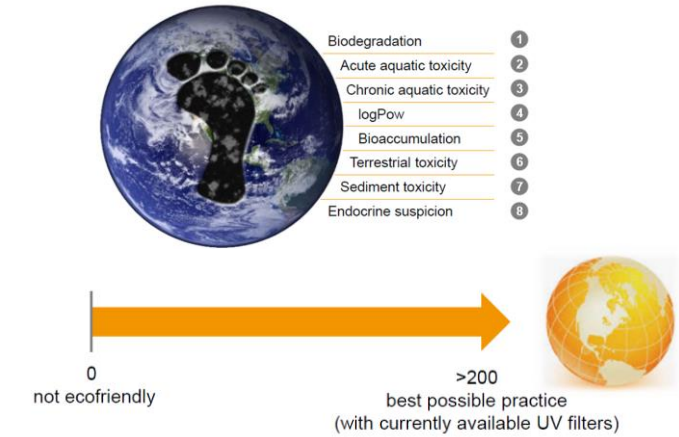 Biodegradation 1
Acute aquatic toxicity 2
Chronic aquatic toxicity 3
logPow 4
Bioaccumulation 5
Terrestrial toxicity 6
Sediment toxicity 7
Endocrine suspicion 8
0
not ecofriendly
>200
best possible practice
(with currently available UV filters)